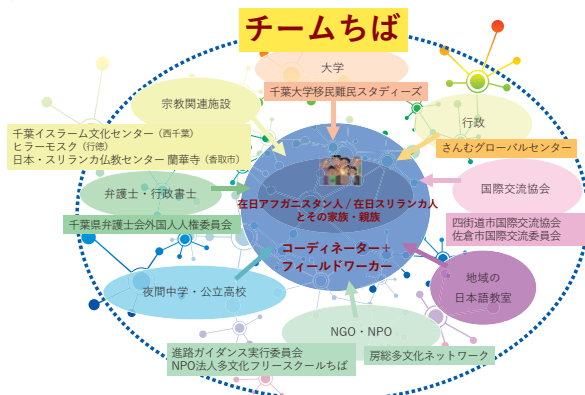 チームちば
大学
千葉大学移民難民スタディーズ
宗教関連施設
千葉イスラーム文化センター（西千葉）
ヒラーモスク（行徳）
日本・スリランカ仏教センター 蘭華寺（香取市）
行政
さんむグローバルセンター
弁護士・行政書士
千葉県弁護士会外国人人権委員会
国際交流協会
四街道市国際交流協会
佐倉市国際交流委員会
在日アフガニスタン人 / 在日スリランカ人
とその家族・親族
コーディネーター＋
フィールドワーカー
夜間中学・公立高校
地域の
日本語教室
NGO・NPO
進路ガイダンス実行委員会
NPO法人多文化フリースクールちば
房総多文化ネットワーク